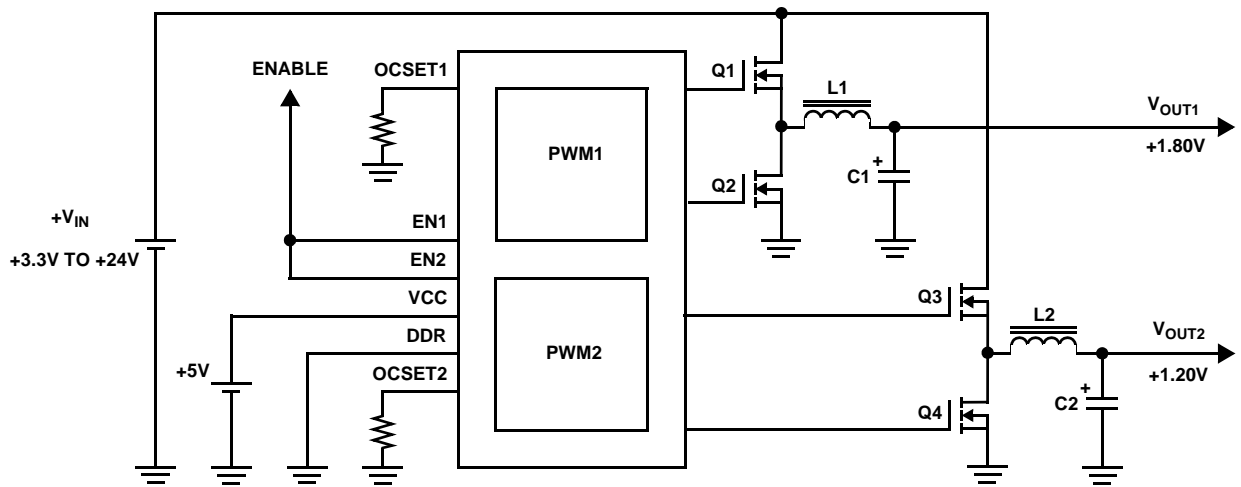 ENABLE
OCSET1
Q1
L1
VOUT1
+1.80V
PWM1
Q2
C1
+
+VIN
+3.3V TO +24V
EN1
EN2
VCC
DDR
OCSET2
+5V
PWM2
Q3
L2
VOUT2
+1.20V
Q4
C2
+